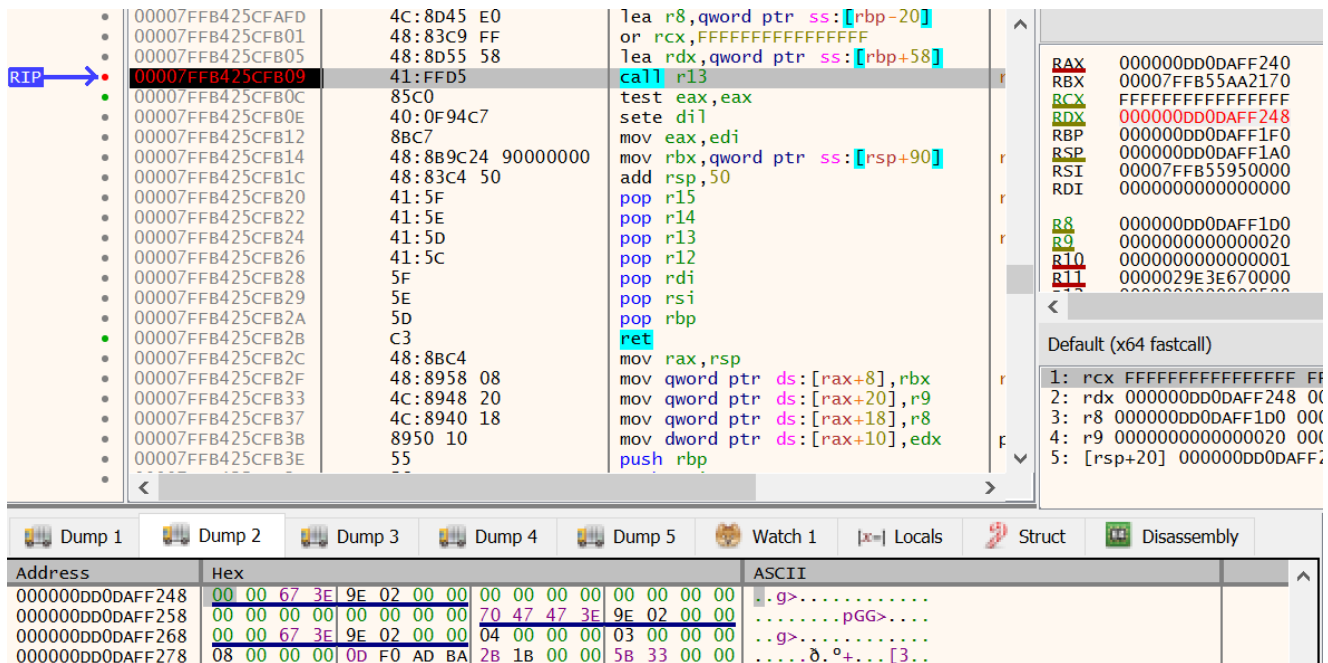 00007FFB425CFAFD 4C:8D45 E0 lea r8,qword ptr ss:[rbp-20]
00007FFB425CFB01 48:83C9 FF or rcx,FFFFFFFFFFFFFFFF
00007FFB425CFB05 48:8D55 58 lea rdx,qword ptr ss:[rbp+58]
RIP 00007FFB425CFB09 41:FFD5 call r13
00007FFB425CFB0C 85C0 test eax,eax
00007FFB425CFB0E 40:0F94C7 sete dil
00007FFB425CFB12 8BC7 mov eax,edi
00007FFB425CFB14 48:8B9C24 90000000 mov rbx,qword ptr ss:[rsp+90]
00007FFB425CFB1C 48:83C4 50 add rsp,50
00007FFB425CFB20 41:5F pop r15
00007FFB425CFB22 41:5E pop r14
00007FFB425CFB24 41:5D pop r13
00007FFB425CFB26 41:5C pop r12
00007FFB425CFB28 5F pop rdi
00007FFB425CFB29 5E pop rsi
00007FFB425CFB2A 5D pop rbp
00007FFB425CFB2B C3 ret
00007FFB425CFB2C 48:8BC4 mov rax,rsp
00007FFB425CFB2F 48:8958 08 mov qword ptr ds:[rax+8],rbx
00007FFB425CFB33 4C:8948 20 mov qword ptr ds:[rax+20],r9
00007FFB425CFB37 4C:8940 18 mov qword ptr ds:[rax+18],r8
00007FFB425CFB3B 8950 10 mov dword ptr ds:[rax+10],edx
00007FFB425CFB3E 55 push rbp
RAX 000000DD0DAFF240
RBX 00007FFB55AA2170
RCX FFFFFFFFFFFFFFFF
RDX 000000DD0DAFF248
RBP 000000DD0DAFF1F0
RSP 000000DD0DAFF1A0
RSI 00007FFB55950000
RDI 0000000000000000
R8 000000DD0DAFF1D0
R9 0000000000000020
R10 0000000000000001
R11 0000029E3E670000
Default (x64 fastcall)
1: rcx FFFFFFFFFFFFFFFF FF
2: rdx 000000DD0DAFF248 00
3: r8 000000DD0DAFF1D0 000
4: r9 0000000000000020 000
5: [rsp+20] 000000DD0DAFF2
Dump 1 Dump 2 Dump 3 Dump 4 Dump 5 Watch 1 |x=| Locals Struct Disassembly
Address Hex ASCII
000000DD0DAFF248 00 00 67 3E 9E 02 00 00 00 00 00 00 00 00 00 00 ..g>............
000000DD0DAFF258 00 00 00 00 00 00 00 00 70 47 47 3E 9E 02 00 00 ........pGG>....
000000DD0DAFF268 00 00 67 3E 9E 02 00 00 04 00 00 00 03 00 00 00 ..g>............
000000DD0DAFF278 08 00 00 00 0D F0 AD BA 2B 1B 00 00 5B 33 00 00 .....ð.º+...[3..